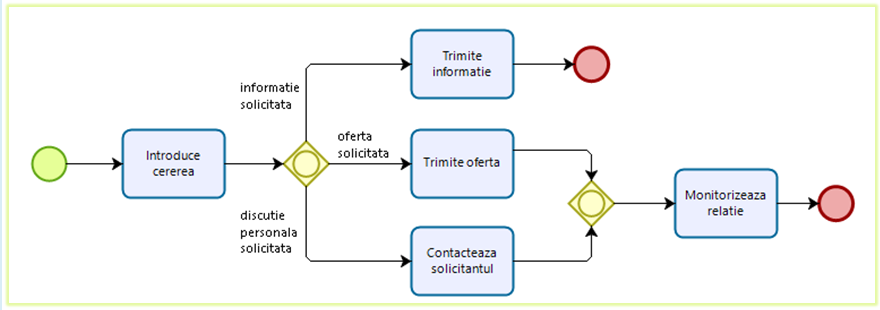 Trimite
informatie
informatie
solicitata
oferta
solicitata
Introduce
cererea
Trimite oferta
Monitorizeaza
relatie
discutie
personala
solicitata
Contacteaza
solicitantul